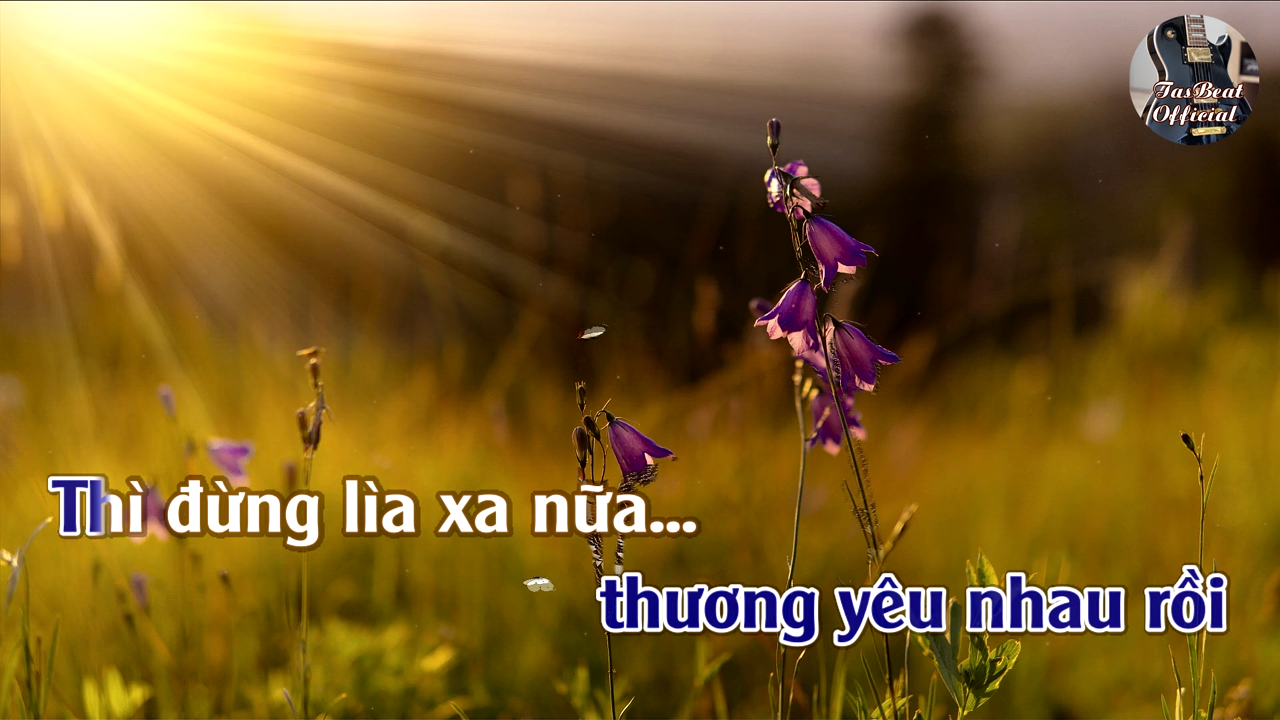 TasBeat
Official
Thì đừng lìa xa nữa...
thương yêu nhau rồi